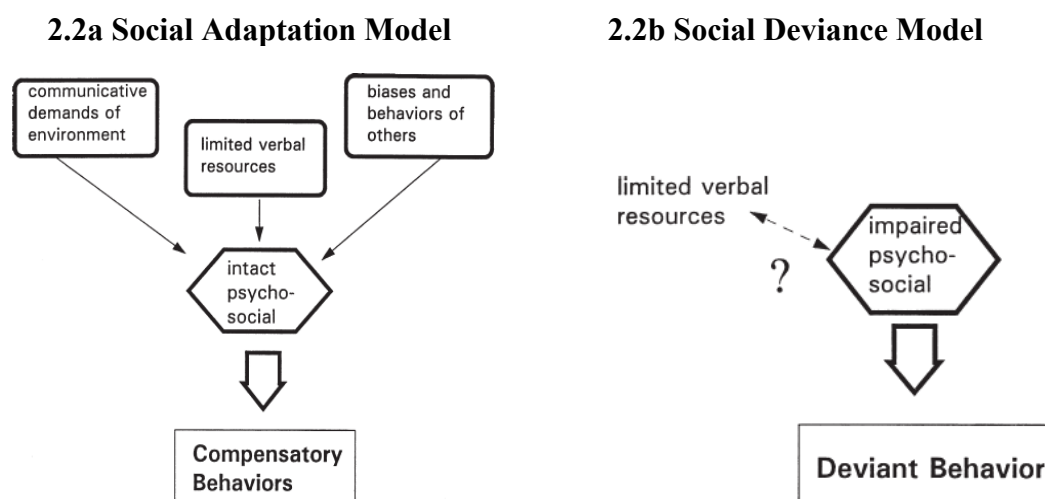 2.2a Social Adaptation Model
communicative
demands of
environment
limited verbal
resources
biases and
behaviors of
others
intact
psycho-
social
Compensatory
Behaviors
2.2b Social Deviance Model
limited verbal
resources
?
impaired
psycho-
social
Deviant Behavior